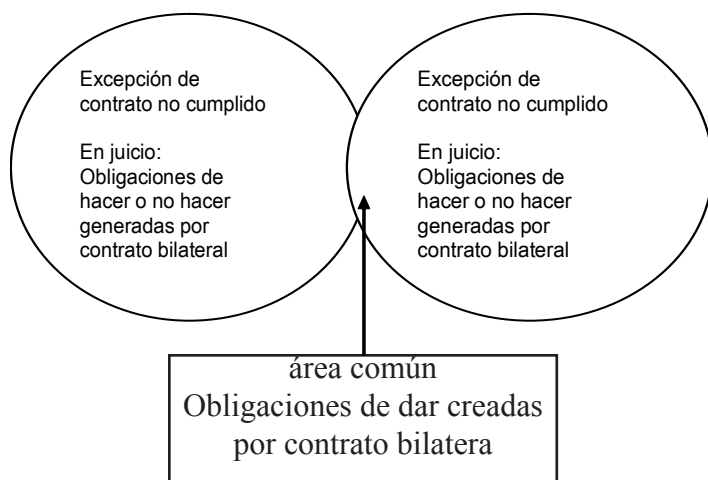 Excepción de
contrato no cumplido
En juicio:
Obligaciones de
hacer o no hacer
generadas por
contrato bilateral
Excepción de
contrato no cumplido
En juicio:
Obligaciones de
hacer o no hacer
generadas por
contrato bilateral
área común
Obligaciones de dar creadas
por contrato bilatera